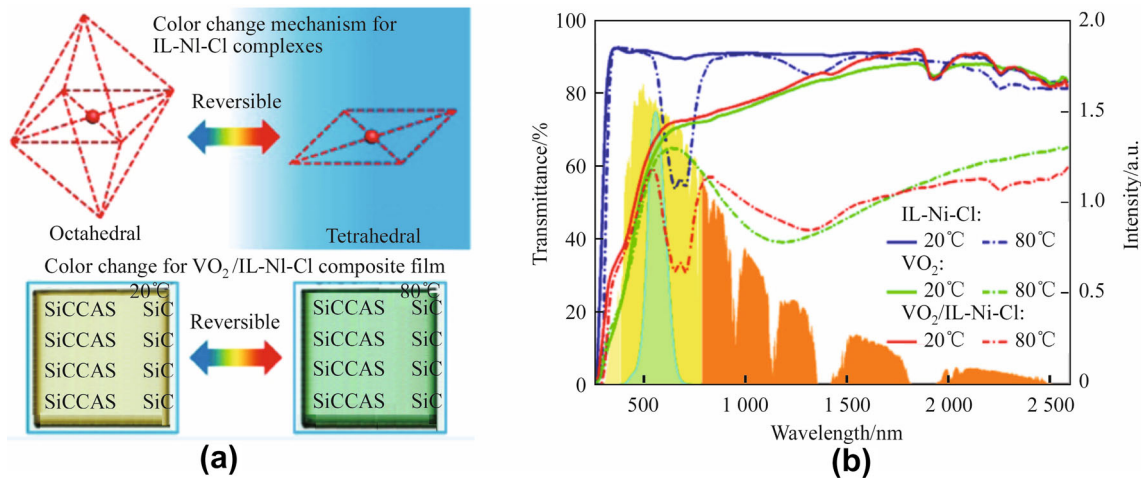 Color change mechanism for
IL-Nl-Cl complexes
Reversible
Octahedral
Tetrahedral
Color change for VO₂/IL-Nl-Cl composite film
20℃
SiCCAS SiC
SiCCAS SiC
SiCCAS SiC
SiCCAS SiC
Reversible
80℃
SiCCAS SiC
SiCCAS SiC
SiCCAS SiC
SiCCAS SiC
(a)
Transmittance/%
100
80
60
40
20
0
500
1 000
1 500
2 000
2 500
Wavelength/nm
2.0
1.5
1.0
0.5
0
Intensity/a.u.
IL-Ni-Cl:
20℃ 80℃
VO₂:
20℃ 80℃
VO₂/IL-Ni-Cl:
20℃ 80℃
(b)